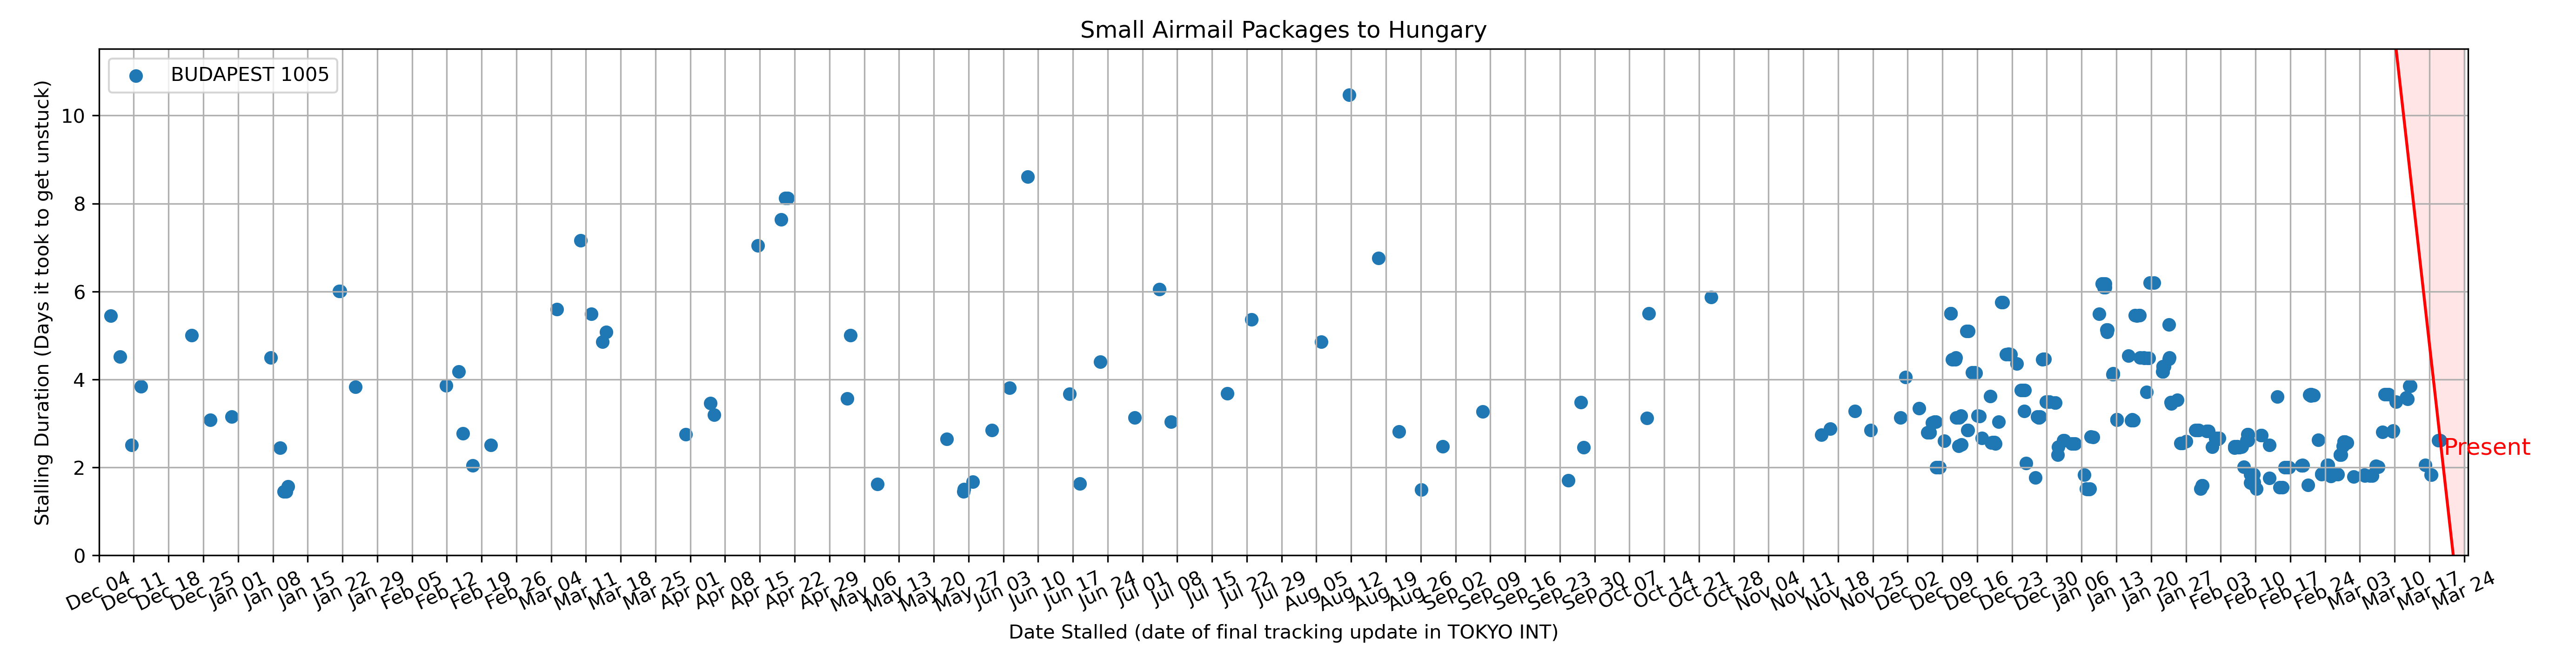 Small Airmail Packages to Hungary
BUDAPEST 1005
Stalling Duration (Days it took to get unstuck)
10
8
6
4
2
0
Present
Dec 04
Dec 11
Dec 18
Dec 25
Jan 01
Jan 08
Jan 15
Jan 22
Jan 29
Feb 05
Feb 12
Feb 19
Feb 26
Mar 04
Mar 11
Mar 18
Mar 25
Apr 01
Apr 08
Apr 15
Apr 22
Apr 29
May 06
May 13
May 20
May 27
Jun 03
Jun 10
Jun 17
Jun 24
Jul 01
Jul 08
Jul 15
Jul 22
Jul 29
Aug 05
Aug 12
Aug 19
Aug 26
Sep 02
Sep 09
Sep 16
Sep 23
Sep 30
Oct 07
Oct 14
Oct 21
Oct 28
Nov 04
Nov 11
Nov 18
Nov 25
Dec 02
Dec 09
Dec 16
Dec 23
Dec 30
Jan 06
Jan 13
Jan 20
Jan 27
Feb 03
Feb 10
Feb 17
Feb 24
Mar 03
Mar 10
Mar 17
Mar 24
Date Stalled (date of final tracking update in TOKYO INT)